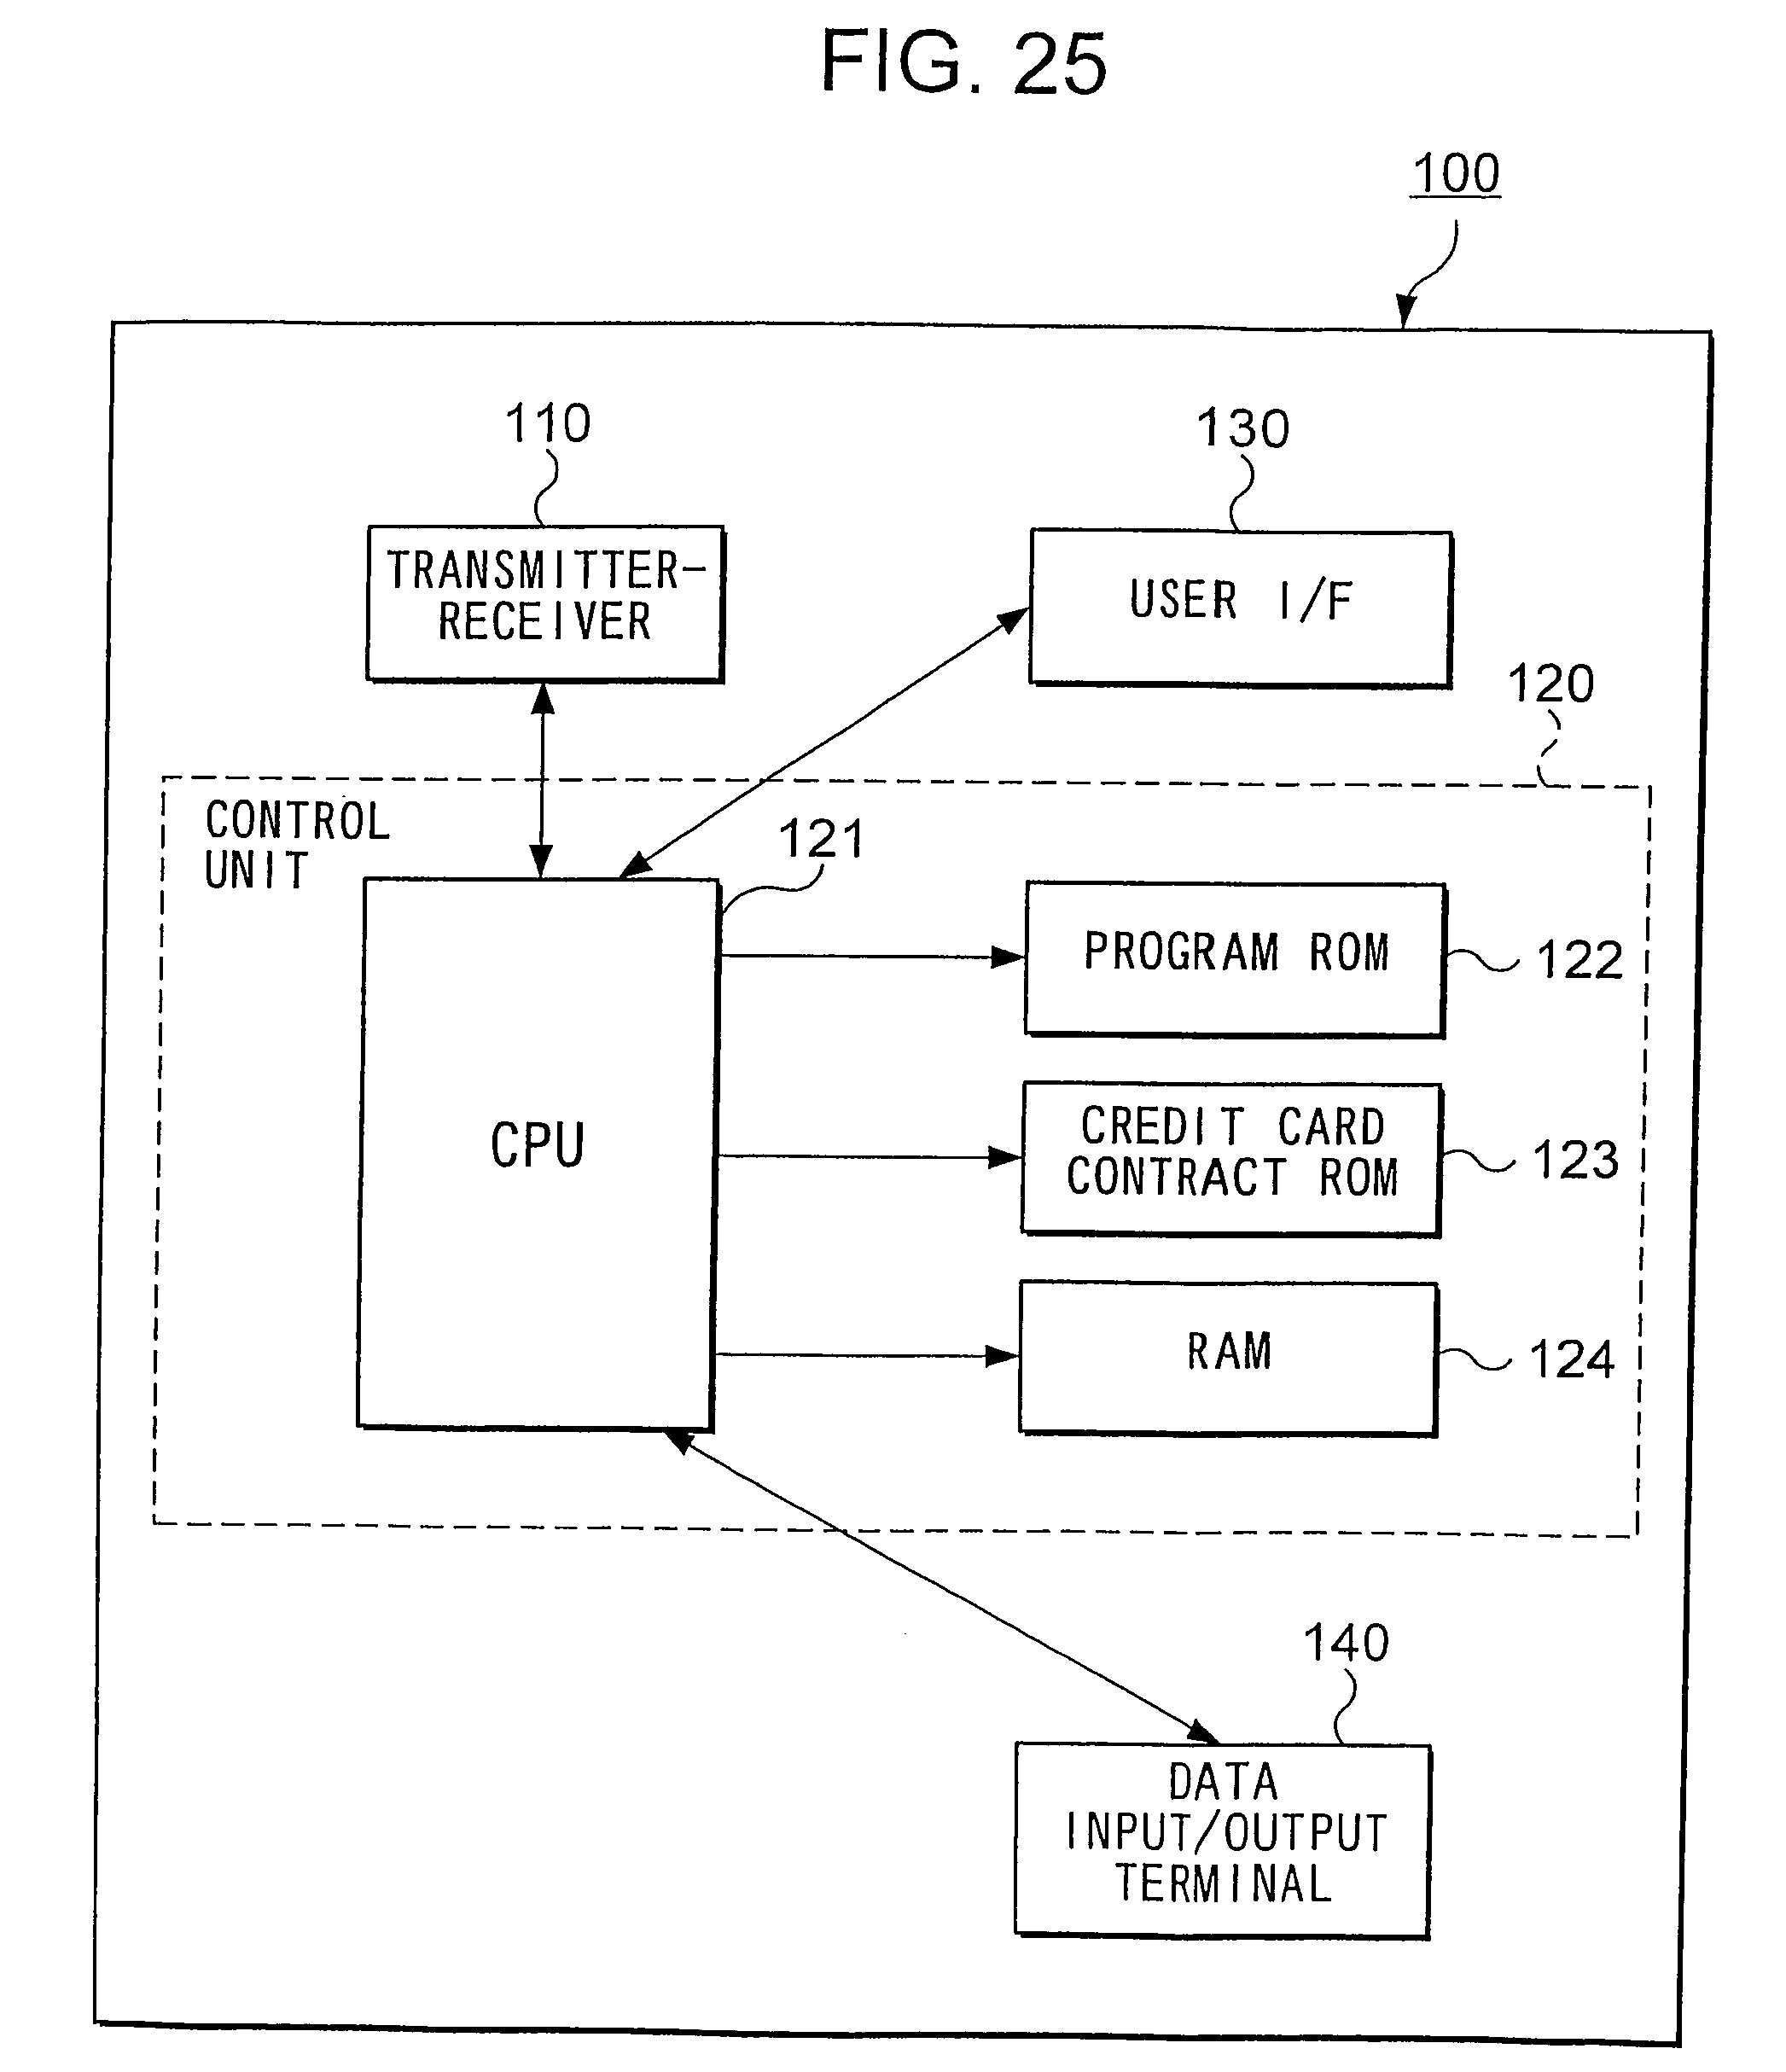 FIG. 25
100
110
130
TRANSMITTER-
RECEIVER
USER I/F
120
CONTROL
UNIT
121
PROGRAM ROM
122
CPU
CREDIT CARD
CONTRACT ROM
123
RAM
124
140
DATA
INPUT/OUTPUT
TERMINAL